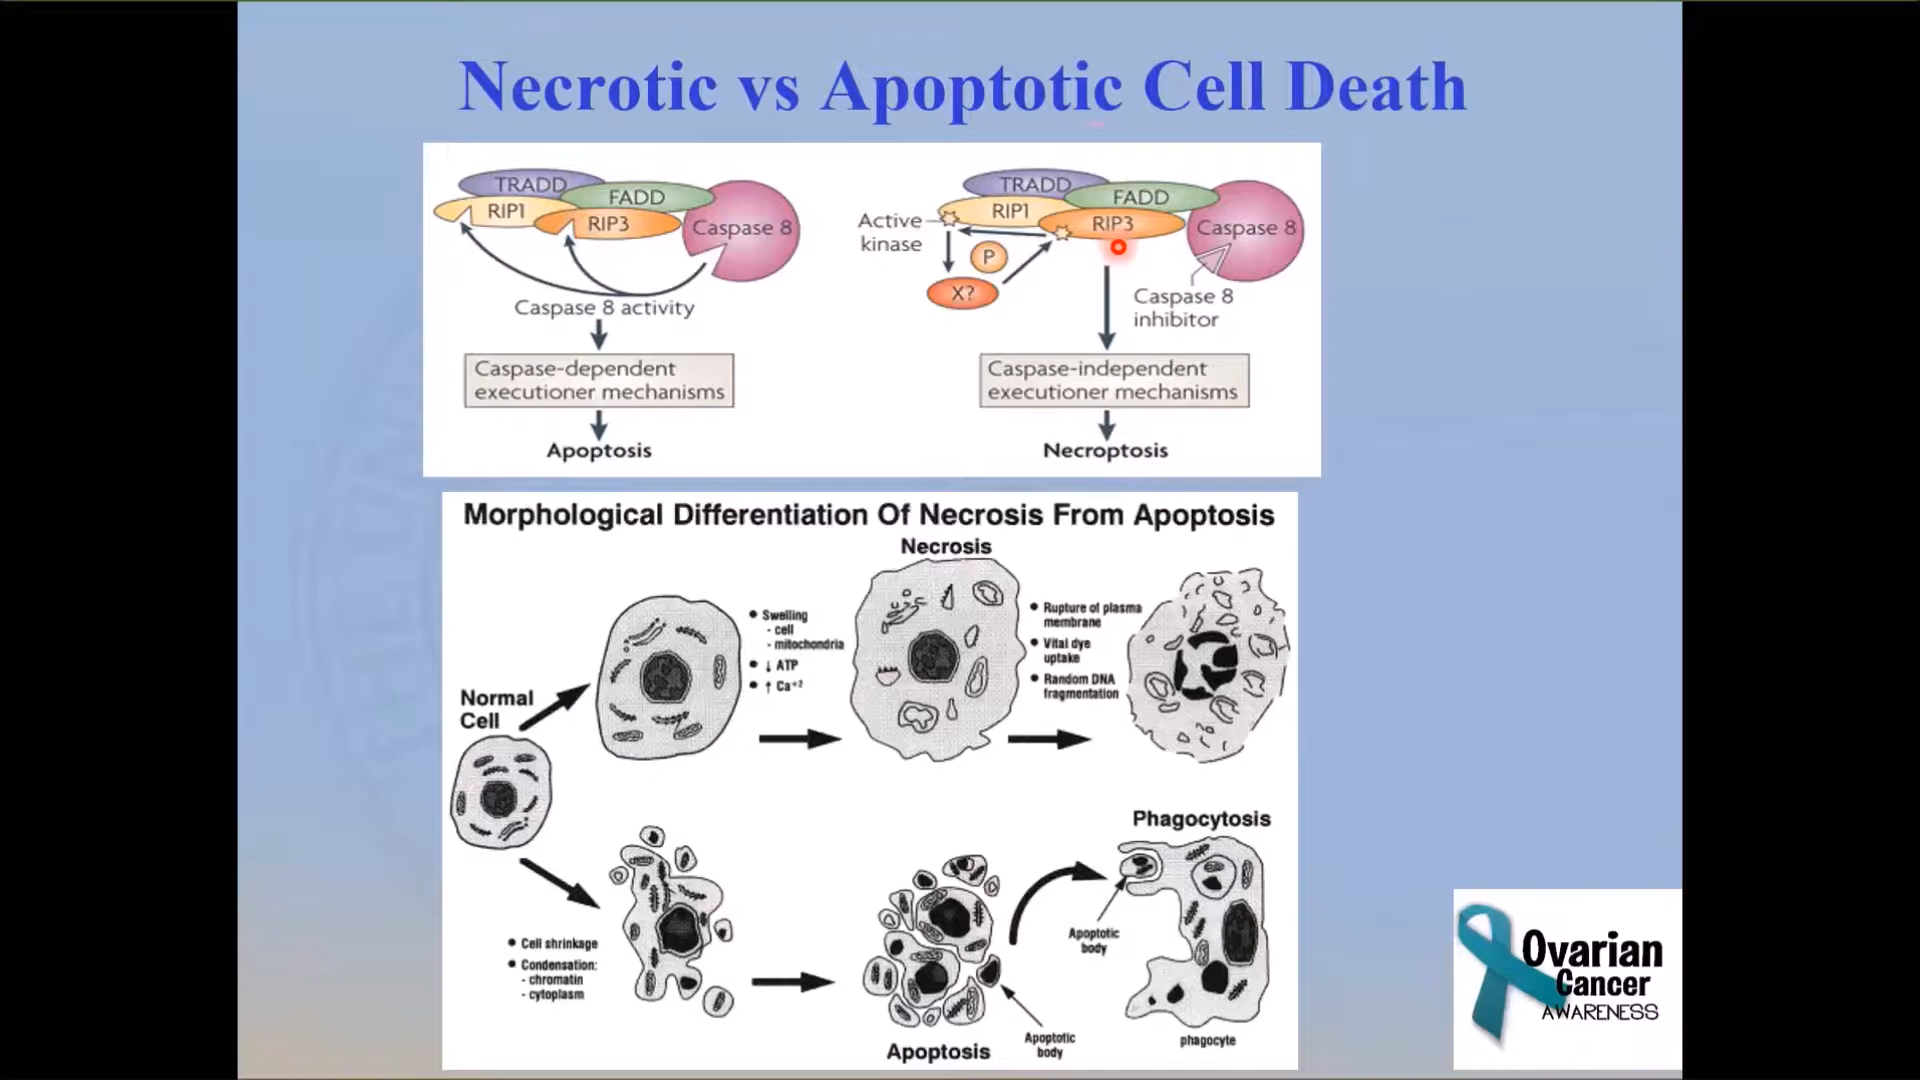 Necrotic vs Apoptotic Cell Death
TRADD
FADD
RIP1
RIP3
Caspase 8
Caspase 8 activity
Caspase-dependent
executioner mechanisms
Apoptosis
TRADD
FADD
RIP1
RIP3
Caspase 8
Active
kinase
P
X?
Caspase 8
inhibitor
Caspase-independent
executioner mechanisms
Necroptosis
Morphological Differentiation Of Necrosis From Apoptosis
Necrosis
Normal
Cell
• Swelling
- cell
- mitochondria
• ↓ ATP
• ↑ Ca+2
• Rupture of plasma
membrane
• Vital dye
uptake
• Random DNA
fragmentation
• Cell shrinkage
• Condensation:
- chromatin
- cytoplasm
Apoptosis
Apoptotic
body
Phagocytosis
Apoptotic
body
phagocyte
Ovarian
Cancer
AWARENESS